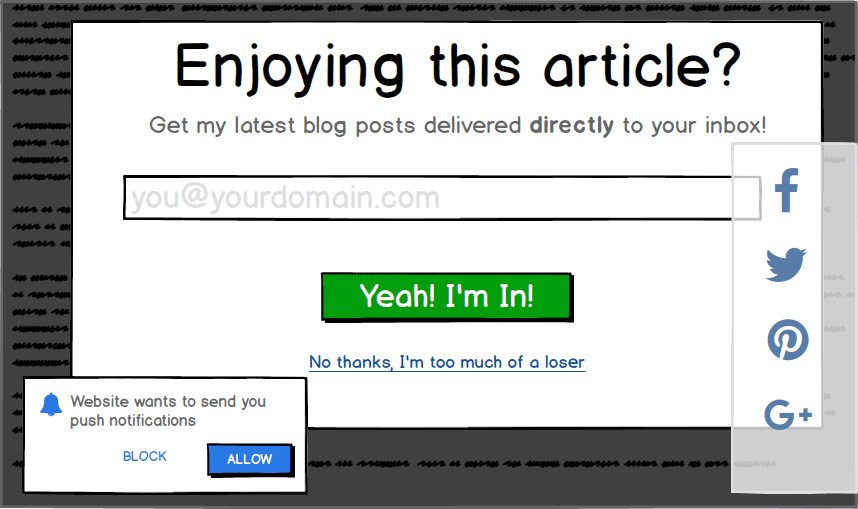 Enjoying this article?
Get my latest blog posts delivered directly to your inbox!
you@yourdomain.com
Yeah! I'm In!
No thanks, I'm too much of a loser
Website wants to send you
push notifications
BLOCK
ALLOW
G+